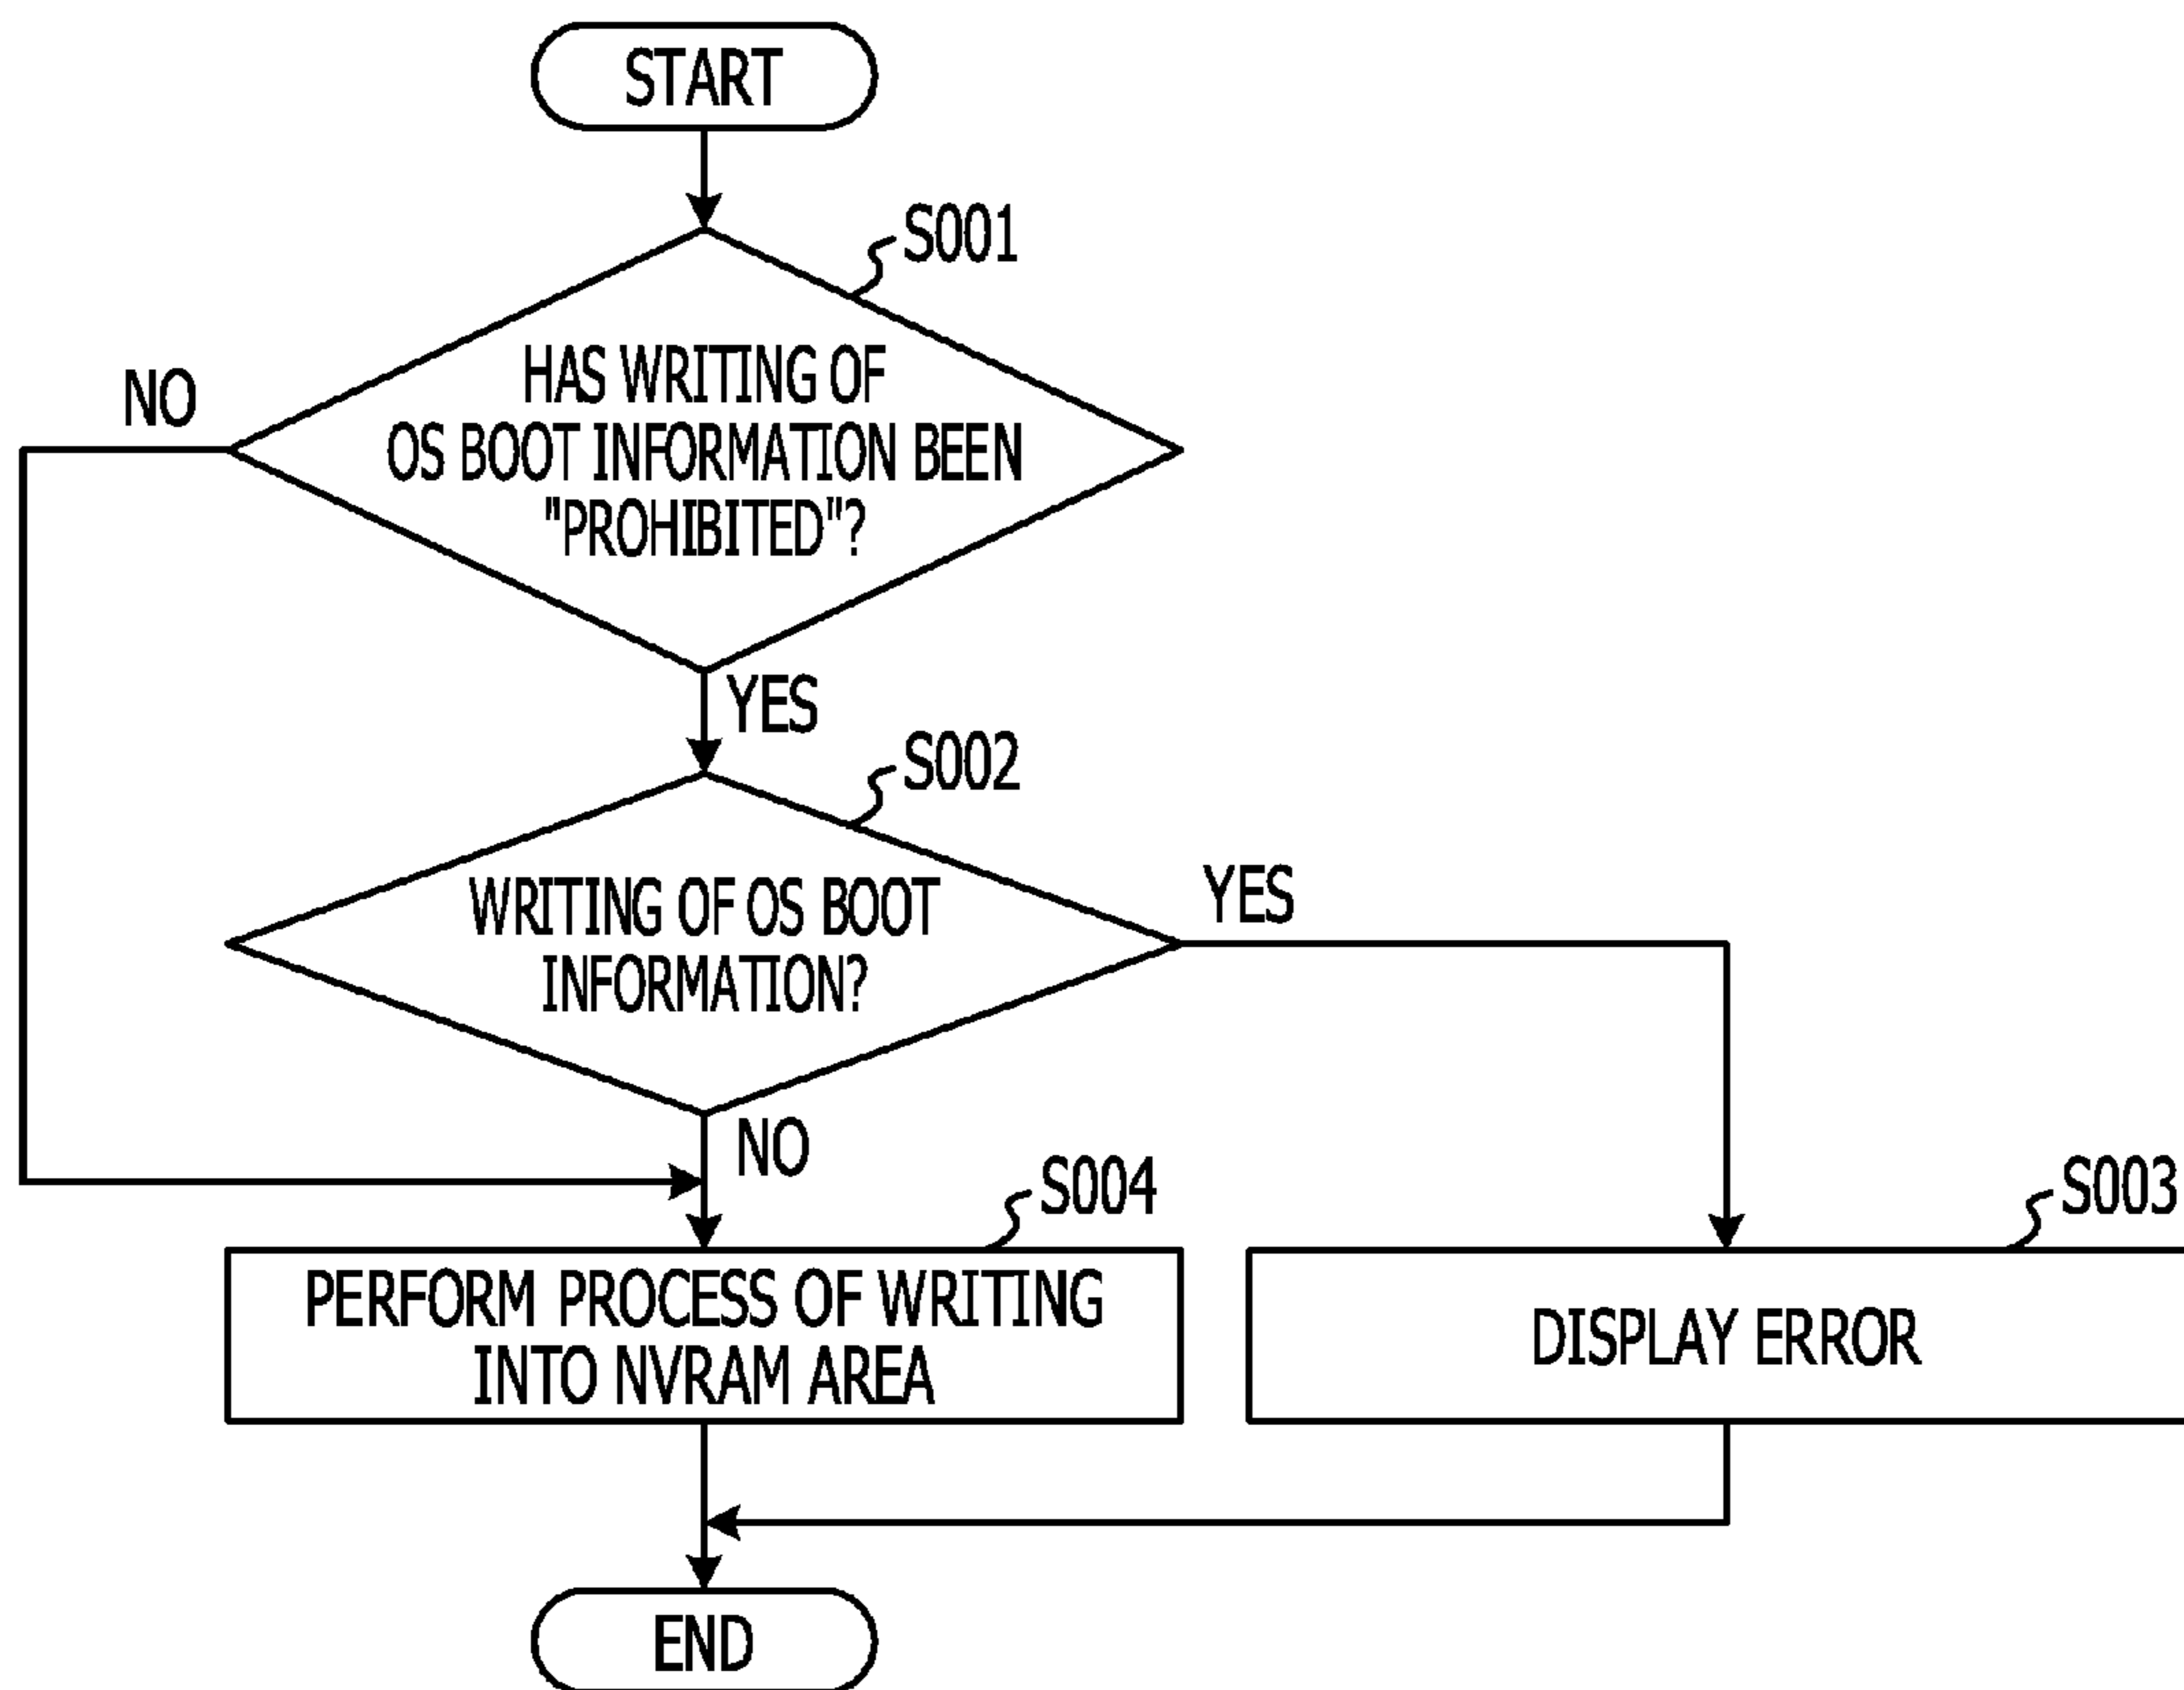 START
S001
HAS WRITING OF
OS BOOT INFORMATION BEEN
"PROHIBITED"?
NO
YES
S002
WRITING OF OS BOOT
INFORMATION?
YES
NO
S004
PERFORM PROCESS OF WRITING
INTO NVRAM AREA
S003
DISPLAY ERROR
END